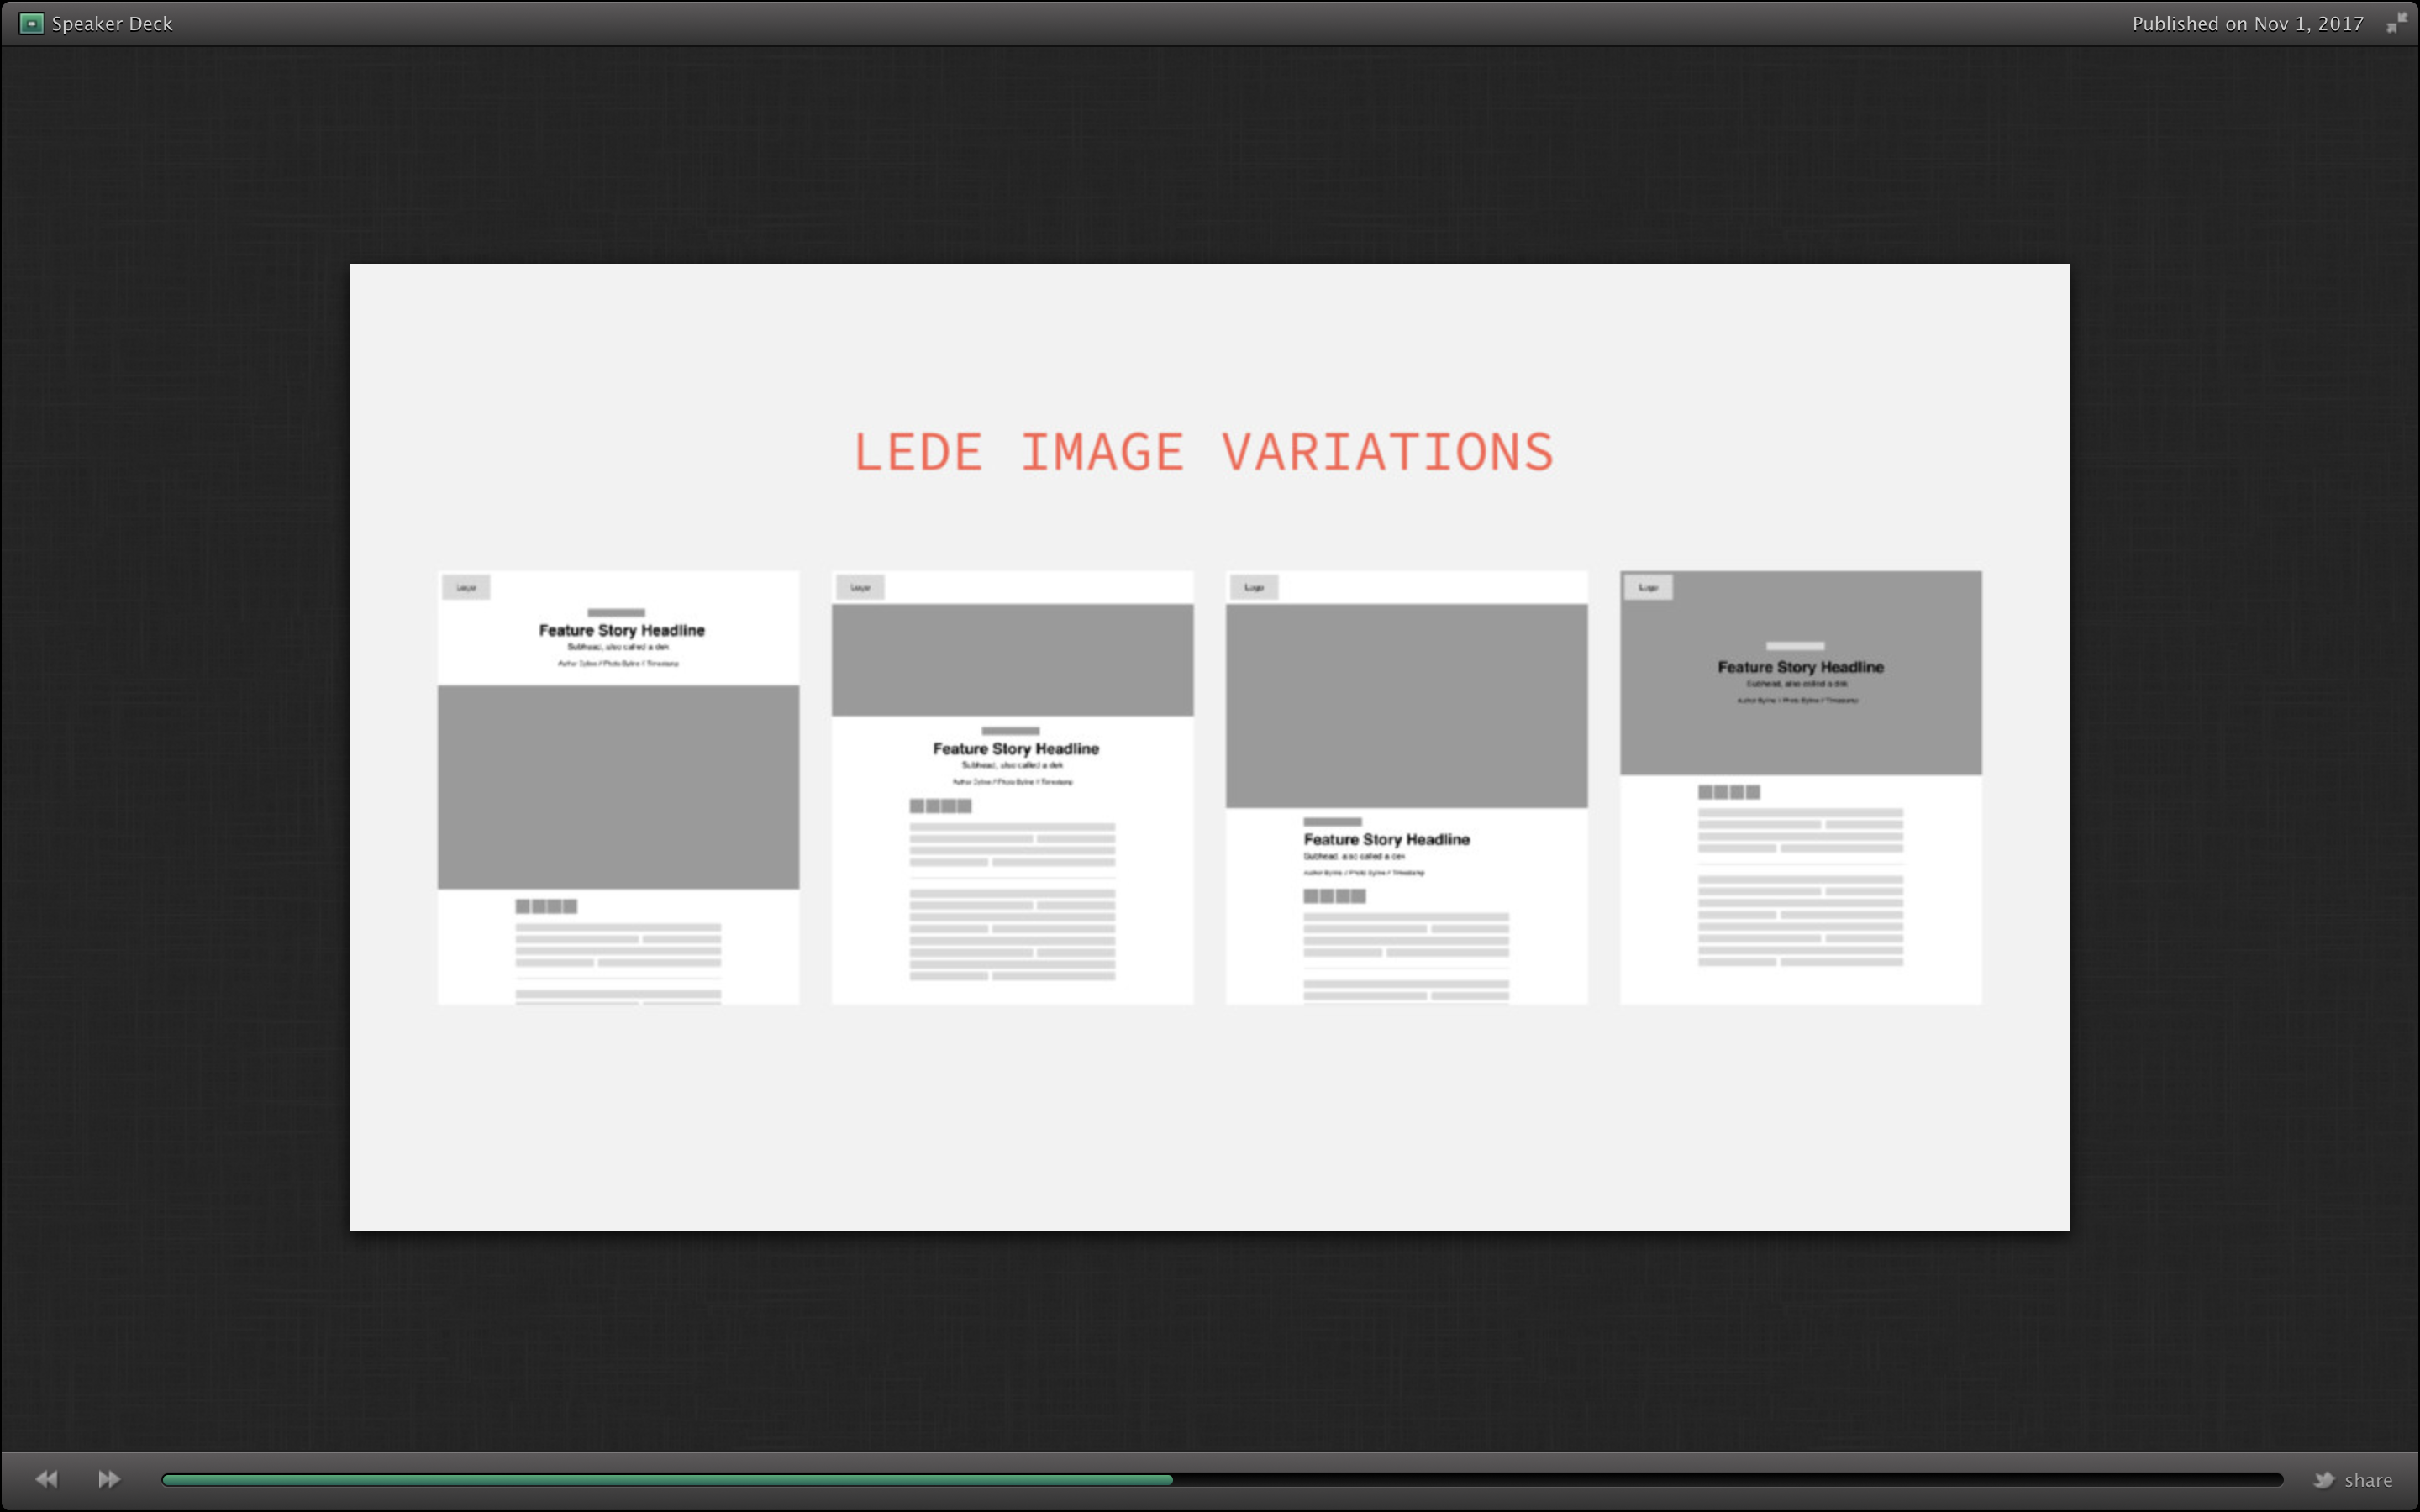 Speaker Deck
Published on Nov 1, 2017
LEDE IMAGE VARIATIONS
Logo
Feature Story Headline
Subhead, also called a dek
Author Byline // Photo Byline // Timestamp
Logo
Feature Story Headline
Subhead, also called a dek
Author Byline // Photo Byline // Timestamp
Logo
Feature Story Headline
Subhead, also called a dek
Author Byline // Photo Byline // Timestamp
Logo
Feature Story Headline
Subhead, also called a dek
Author Byline // Photo Byline // Timestamp
share